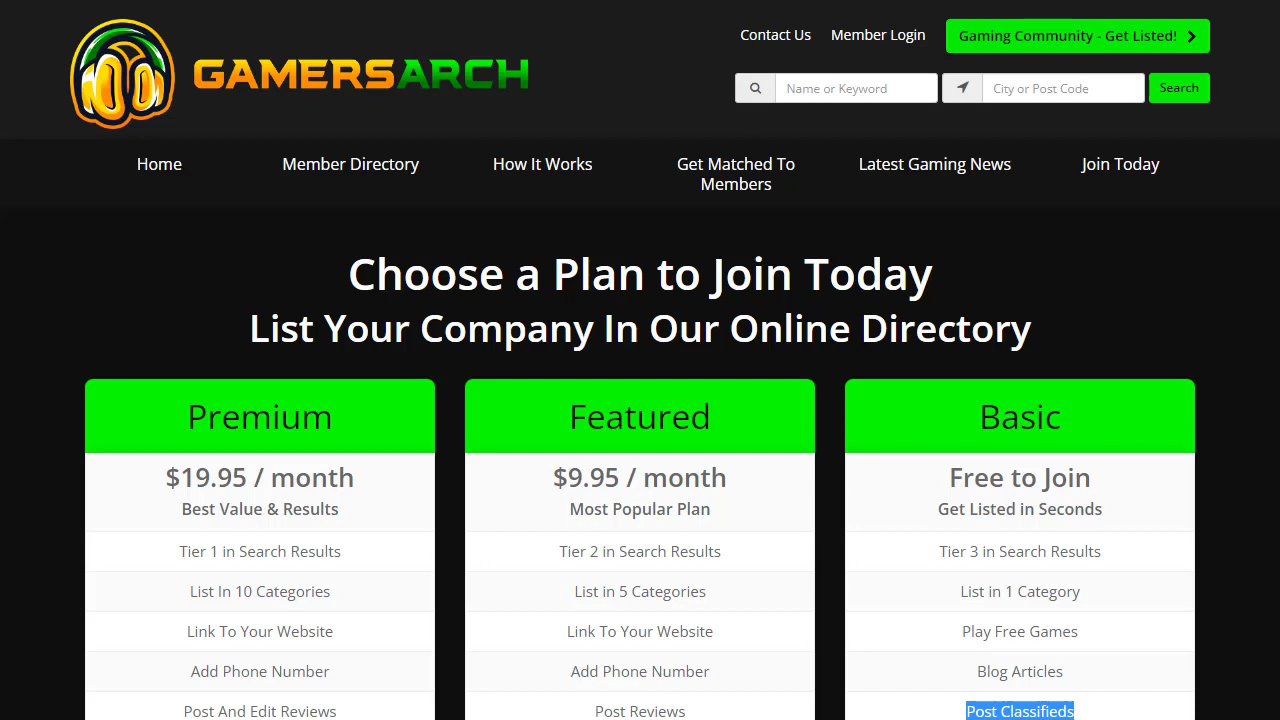 GAMERSARCH
Contact Us
Member Login
Gaming Community - Get Listed!
Name or Keyword
City or Post Code
Search
Home
Member Directory
How It Works
Get Matched To
Members
Latest Gaming News
Join Today
Choose a Plan to Join Today
List Your Company In Our Online Directory
Premium
$19.95 / month
Best Value & Results
Tier 1 in Search Results
List In 10 Categories
Link To Your Website
Add Phone Number
Post And Edit Reviews
Featured
$9.95 / month
Most Popular Plan
Tier 2 in Search Results
List in 5 Categories
Link To Your Website
Add Phone Number
Post Reviews
Basic
Free to Join
Get Listed in Seconds
Tier 3 in Search Results
List in 1 Category
Play Free Games
Blog Articles
Post Classifieds